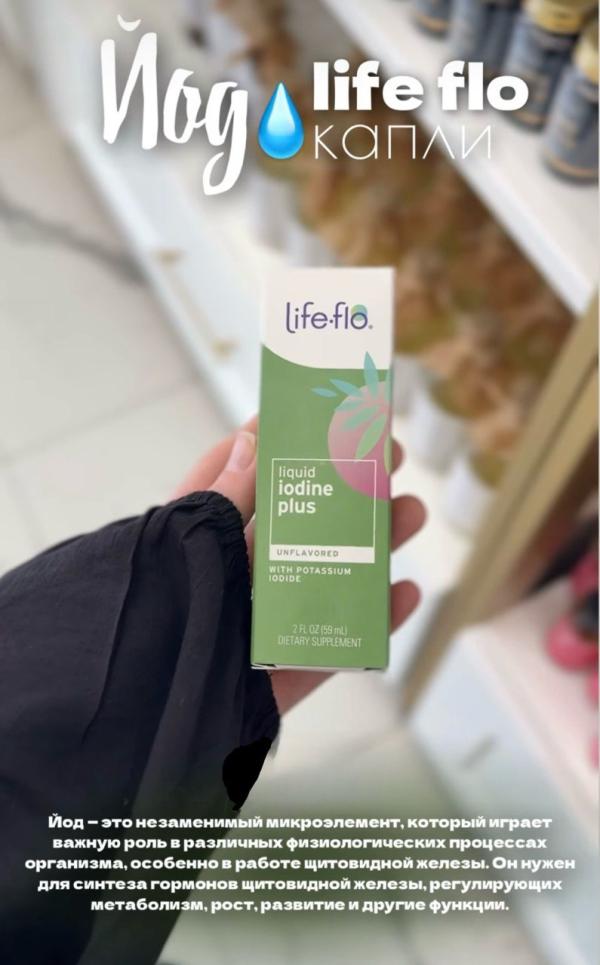 Йод life flo
капли
life·flo®
liquid
iodine
plus
UNFLAVORED
WITH POTASSIUM
IODIDE
2 FL OZ (59 mL)
DIETARY SUPPLEMENT
Йод – это незаменимый микроэлемент, который играет
важную роль в различных физиологических процессах
организма, особенно в работе щитовидной железы. Он нужен
для синтеза гормонов щитовидной железы, регулирующих
метаболизм, рост, развитие и другие функции.